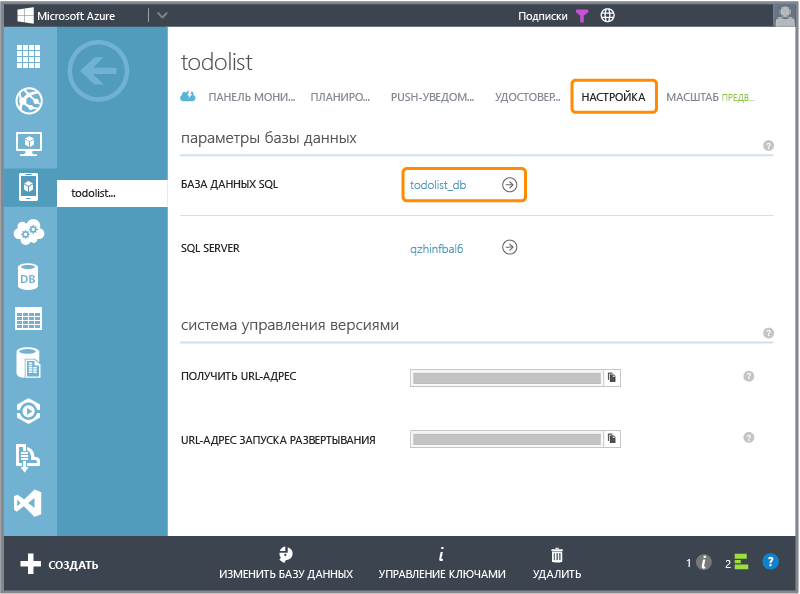 Microsoft Azure
Подписки
todolist
ПАНЕЛЬ МОНИ... ПЛАНИРО... PUSH-УВЕДОМ... УДОСТОВЕР... НАСТРОЙКА МАСШТАБ ПРЕДВ...
параметры базы данных
?
БАЗА ДАННЫХ SQL todolist_db
todolist...
SQL SERVER qzhinfbal6
DB
система управления версиями
?
ПОЛУЧИТЬ URL-АДРЕС
?
URL-АДРЕС ЗАПУСКА РАЗВЕРТЫВАНИЯ
?
СОЗДАТЬ
ИЗМЕНИТЬ БАЗУ ДАННЫХ
i
УПРАВЛЕНИЕ КЛЮЧАМИ
УДАЛИТЬ
1 i 2 ?